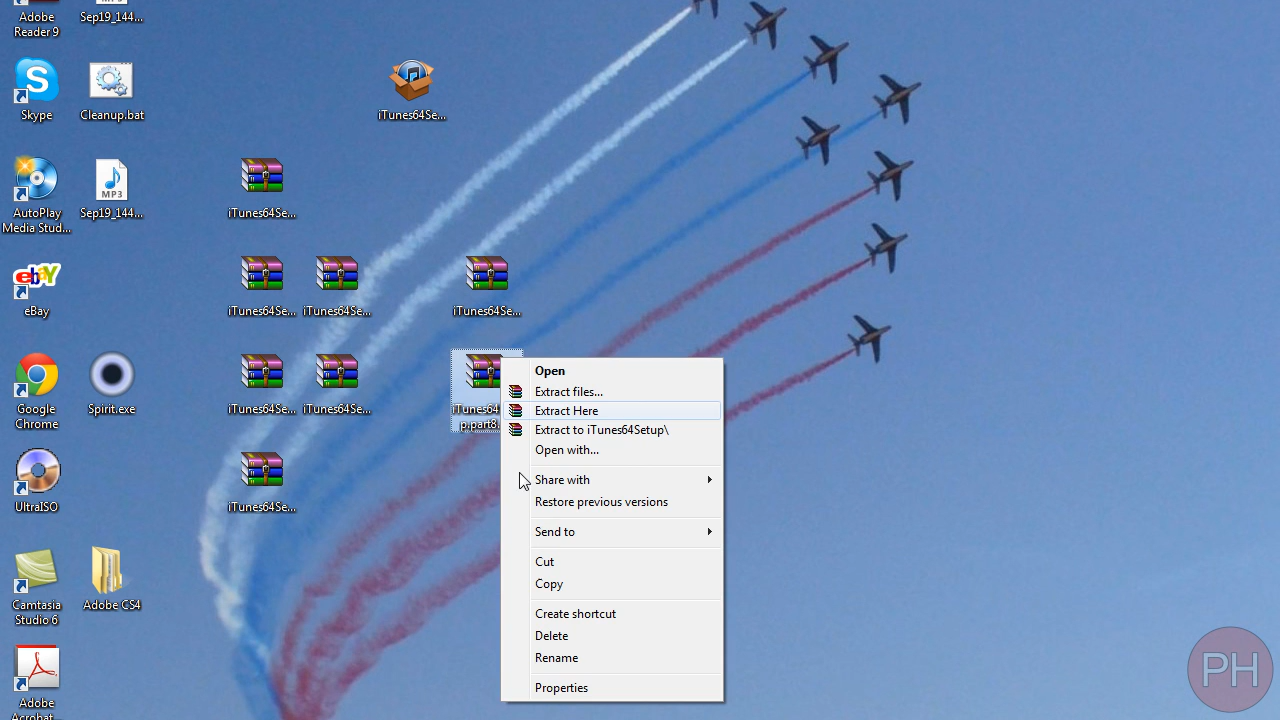 Adobe
Reader 9
Sep19_144...
Skype
Cleanup.bat
iTunes64Se...
AutoPlay
Media Stud...
MP3
Sep19_144...
iTunes64Se...
ebay
eBay
iTunes64Se...
iTunes64Se...
iTunes64Se...
Google
Chrome
Spirit.exe
iTunes64Se...
iTunes64Se...
iTunes64
p.part8.
Open
Extract files...
Extract Here
Extract to iTunes64Setup\
Open with...
Share with
Restore previous versions
Send to
Cut
Copy
Create shortcut
Delete
Rename
Properties
UltraISO
iTunes64Se...
Camtasia
Studio 6
Adobe CS4
Adobe
Acrobat...
PH